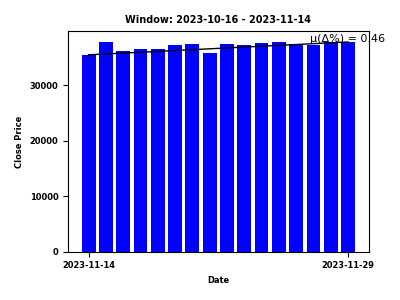 Window: 2023-10-16 - 2023-11-14
μ(Δ%) = 0.46
Close Price
30000
20000
10000
0
2023-11-14
2023-11-29
Date